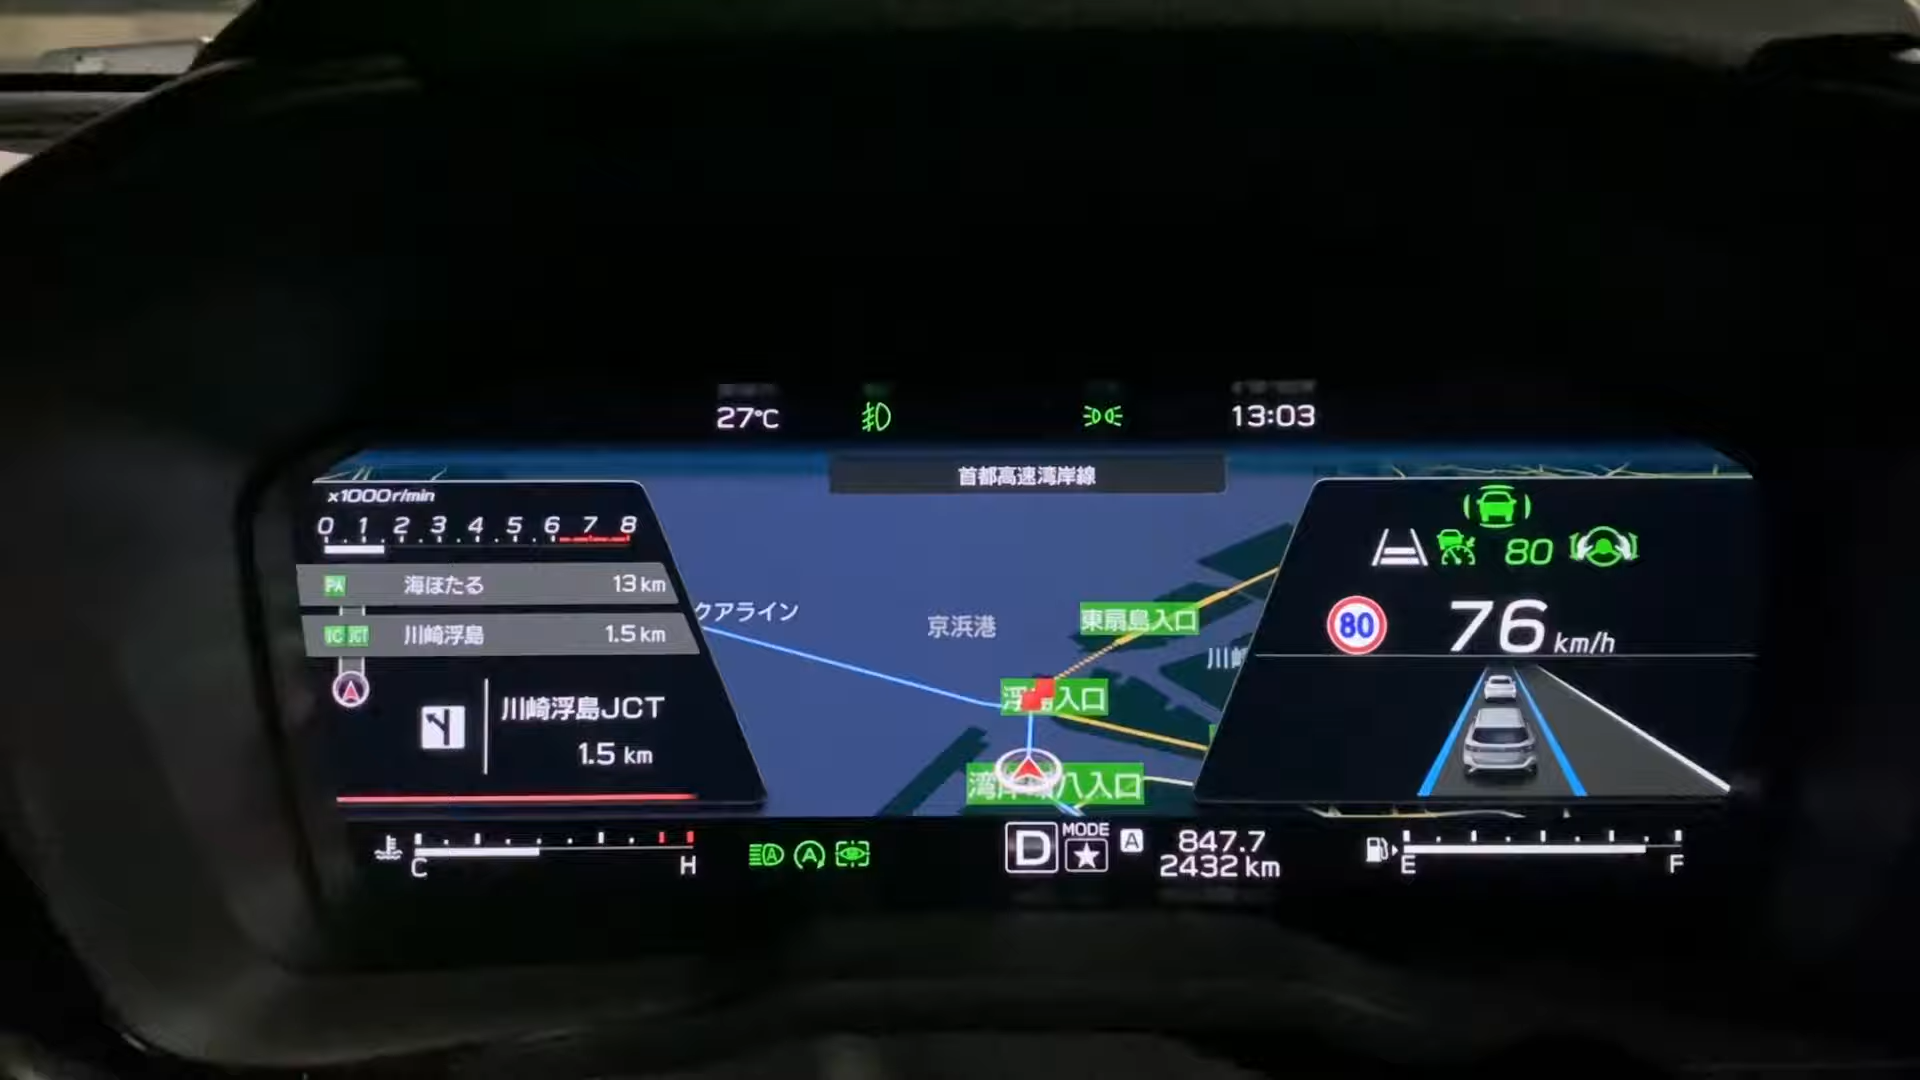 27°C
13:03
首都高速湾岸線
x1000r/min
0 1 2 3 4 5 6 7 8
PA 海ほたる 13 km
IC JCT 川崎浮島 1.5 km
川崎浮島JCT
1.5 km
クアライン
京浜港
東扇島入口
川崎
入口
八入口
80
80
76 km/h
C H
A
A
D
MODE
A
847.7
2432 km
E F